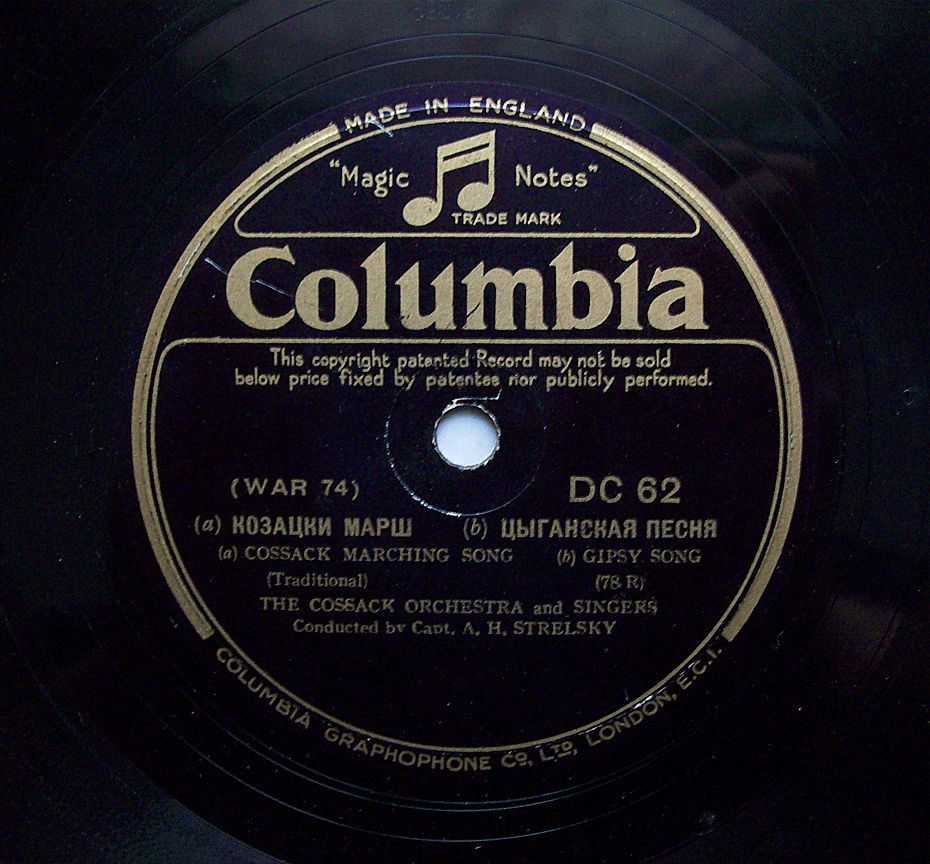 MADE IN ENGLAND
"Magic Notes"
TRADE MARK
Columbia
This copyright patented Record may not be sold
below price fixed by patentee nor publicly performed.
(WAR 74) DC 62
(a) КОЗАЦКИ МАРШ (b) ЦЫГАНСКАЯ ПЕСНЯ
(a) COSSACK MARCHING SONG (b) GIPSY SONG
(Traditional) (78 R)
THE COSSACK ORCHESTRA and SINGERS
Conducted by Capt. A. H. STRELSKY
COLUMBIA GRAPHOPHONE Co, LTD, LONDON, E.C.1.